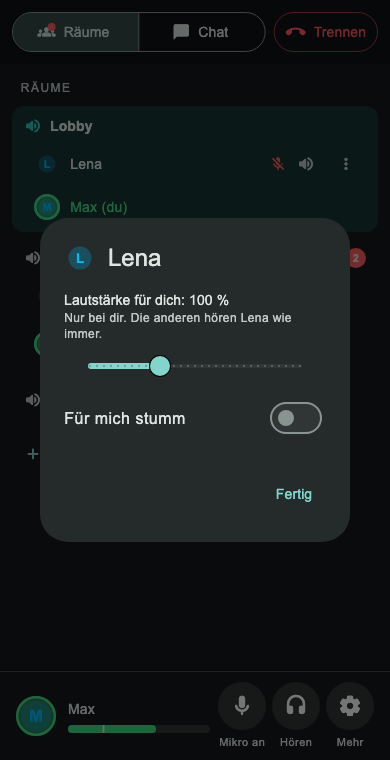 Räume
Chat
Trennen
RÄUME
Lobby
L Lena
M Max (du)
2
L Lena
Lautstärke für dich: 100 %
Nur bei dir. Die anderen hören Lena wie
immer.
Für mich stumm
Fertig
+
M Max
Mikro an
Hören
Mehr